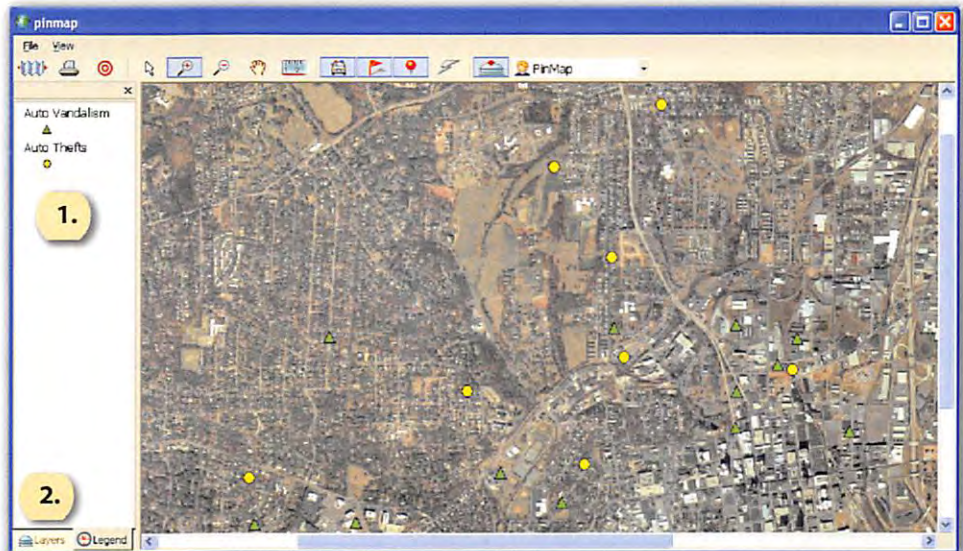 pinmap
File View
PinMap
Auto Vandalism
Auto Thefts
1.
2.
Layers Legend